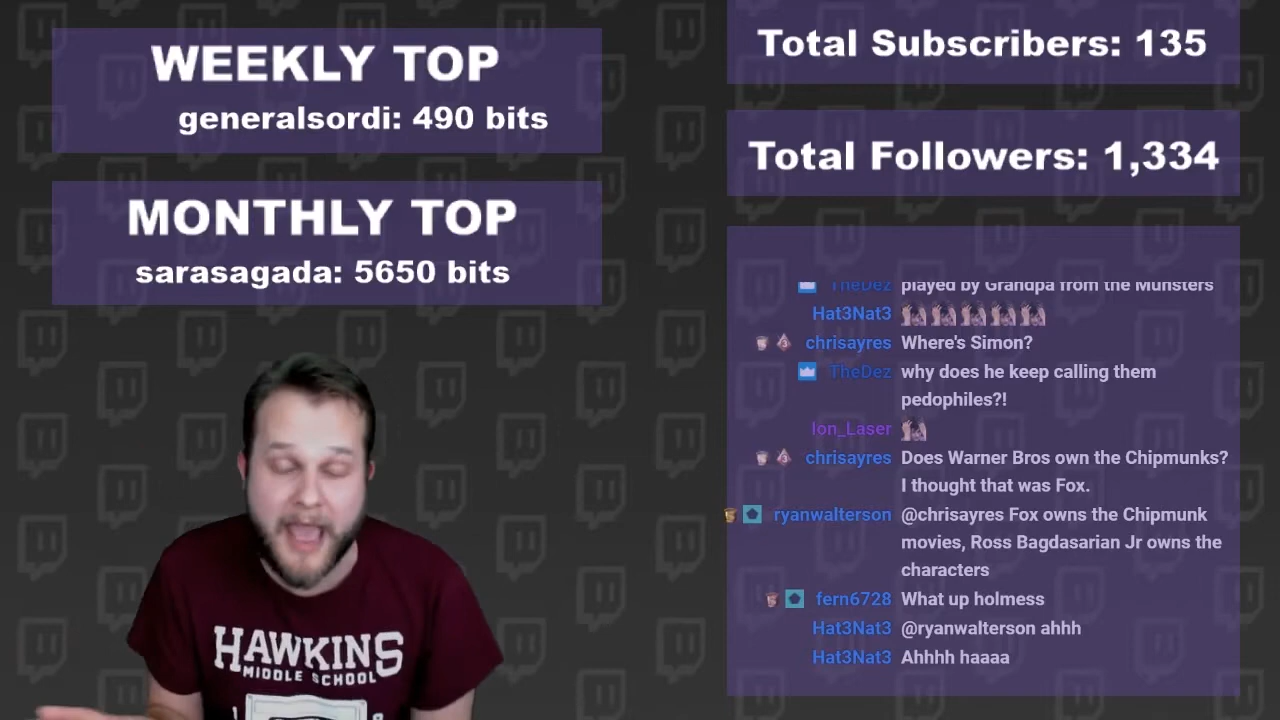 WEEKLY TOP
generalsordi: 490 bits
MONTHLY TOP
sarasagada: 5650 bits
Total Subscribers: 135
Total Followers: 1,334
TheDez played by Grandpa from the Munsters
Hat3Nat3
chrisayres Where's Simon?
TheDez why does he keep calling them
pedophiles?!
Ion_Laser
chrisayres Does Warner Bros own the Chipmunks?
I thought that was Fox.
ryanwalterson @chrisayres Fox owns the Chipmunk
movies, Ross Bagdasarian Jr owns the
characters
fern6728 What up holmess
Hat3Nat3 @ryanwalterson ahhh
Hat3Nat3 Ahhhh haaaa
HAWKINS
MIDDLE SCHOOL